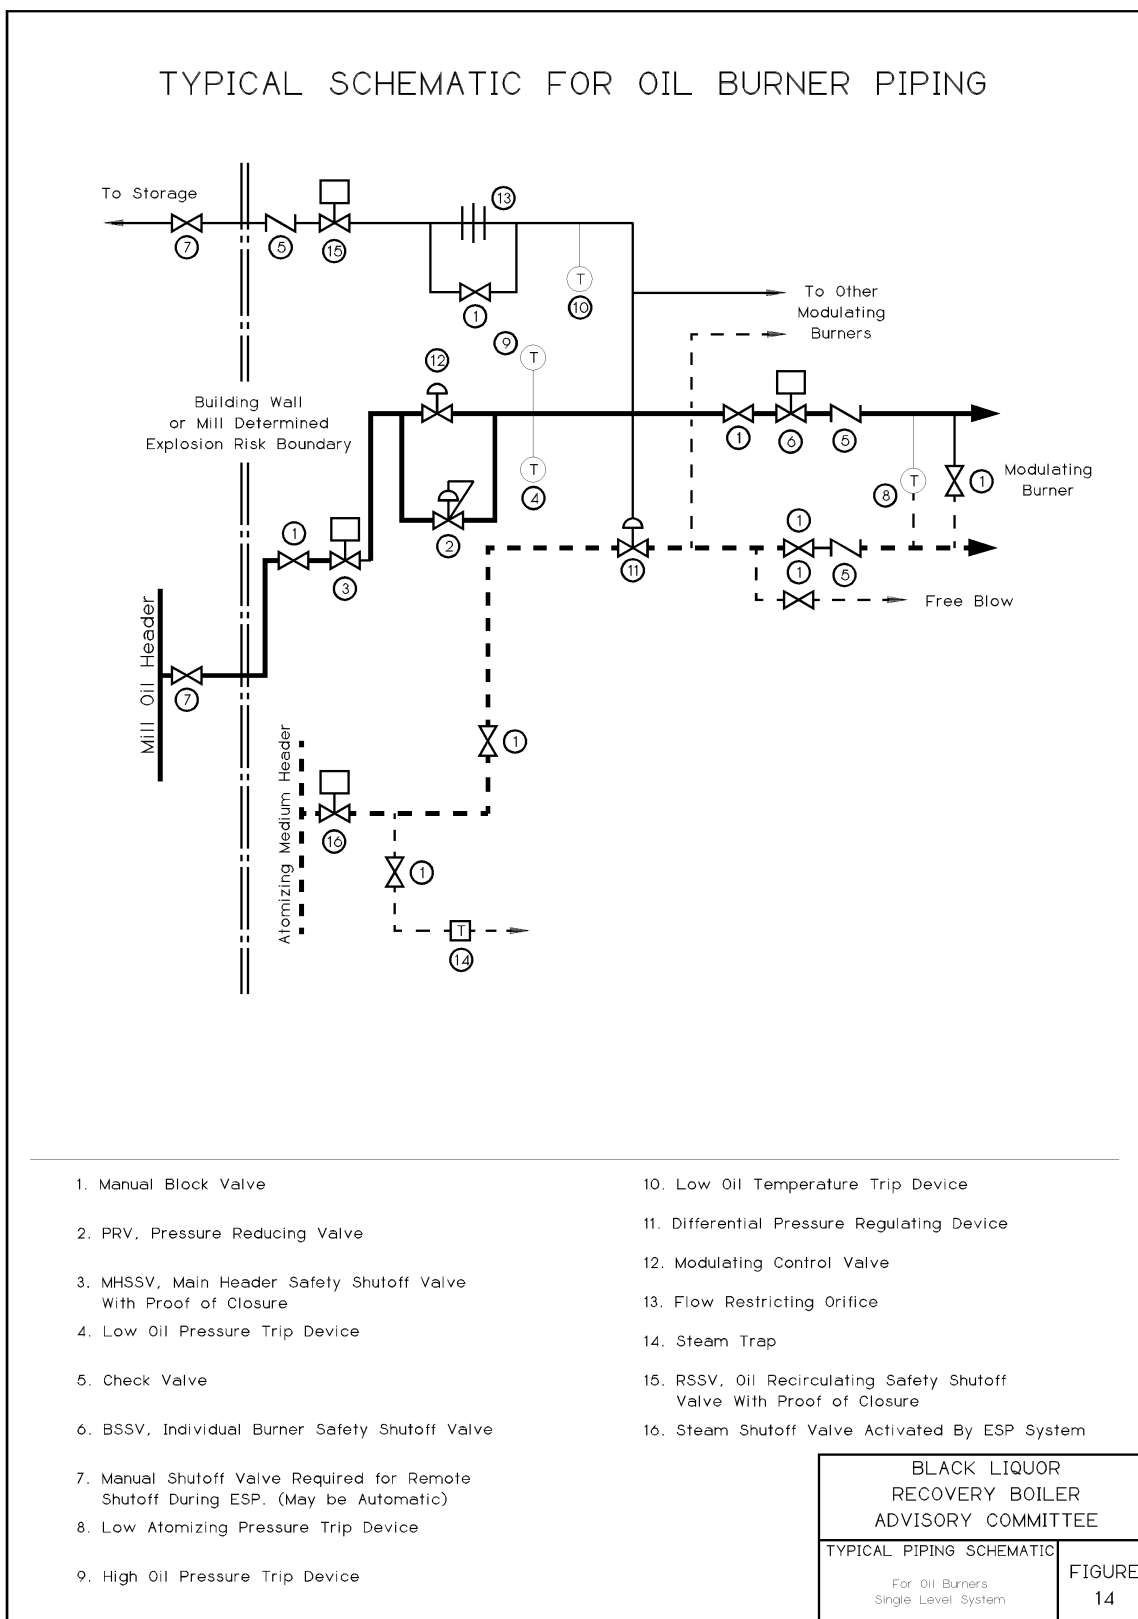 TYPICAL SCHEMATIC FOR OIL BURNER PIPING
To Storage
13
7
5
15
1
T
10
To Other
Modulating
Burners
9
T
12
Building Wall
or Mill Determined
Explosion Risk Boundary
1
6
5
T
4
2
8
T
1
Modulating
Burner
1
3
11
1
1
5
Free Blow
Mill Oil Header
7
1
Atomizing Medium Header
16
1
T
14
1. Manual Block Valve
2. PRV, Pressure Reducing Valve
3. MHSSV, Main Header Safety Shutoff Valve
With Proof of Closure
4. Low Oil Pressure Trip Device
5. Check Valve
6. BSSV, Individual Burner Safety Shutoff Valve
7. Manual Shutoff Valve Required for Remote
Shutoff During ESP. (May be Automatic)
8. Low Atomizing Pressure Trip Device
9. High Oil Pressure Trip Device
10. Low Oil Temperature Trip Device
11. Differential Pressure Regulating Device
12. Modulating Control Valve
13. Flow Restricting Orifice
14. Steam Trap
15. RSSV, Oil Recirculating Safety Shutoff
Valve With Proof of Closure
16. Steam Shutoff Valve Activated By ESP System
BLACK LIQUOR
RECOVERY BOILER
ADVISORY COMMITTEE
TYPICAL PIPING SCHEMATIC
For Oil Burners
Single Level System
FIGURE
14